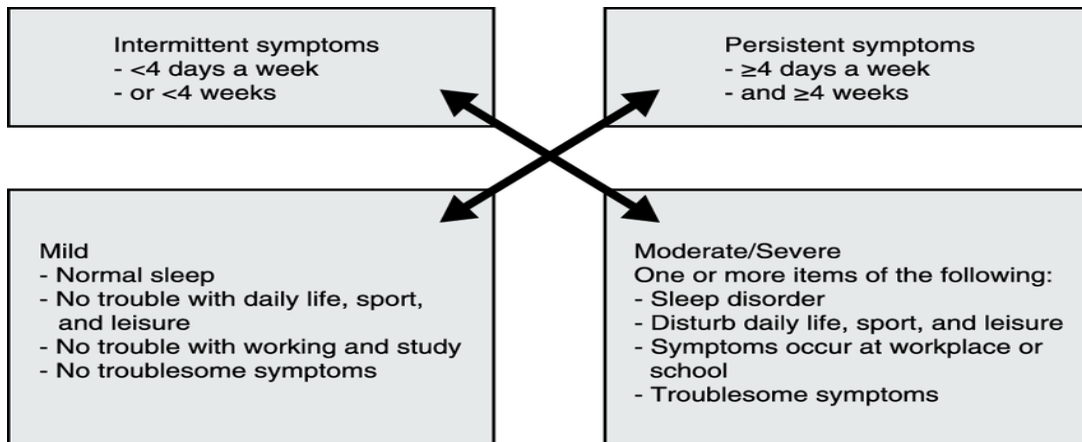 Intermittent symptoms
- <4 days a week
- or <4 weeks
Persistent symptoms
- ≥4 days a week
- and ≥4 weeks
Mild
- Normal sleep
- No trouble with daily life, sport,
and leisure
- No trouble with working and study
- No troublesome symptoms
Moderate/Severe
One or more items of the following:
- Sleep disorder
- Disturb daily life, sport, and leisure
- Symptoms occur at workplace or
school
- Troublesome symptoms